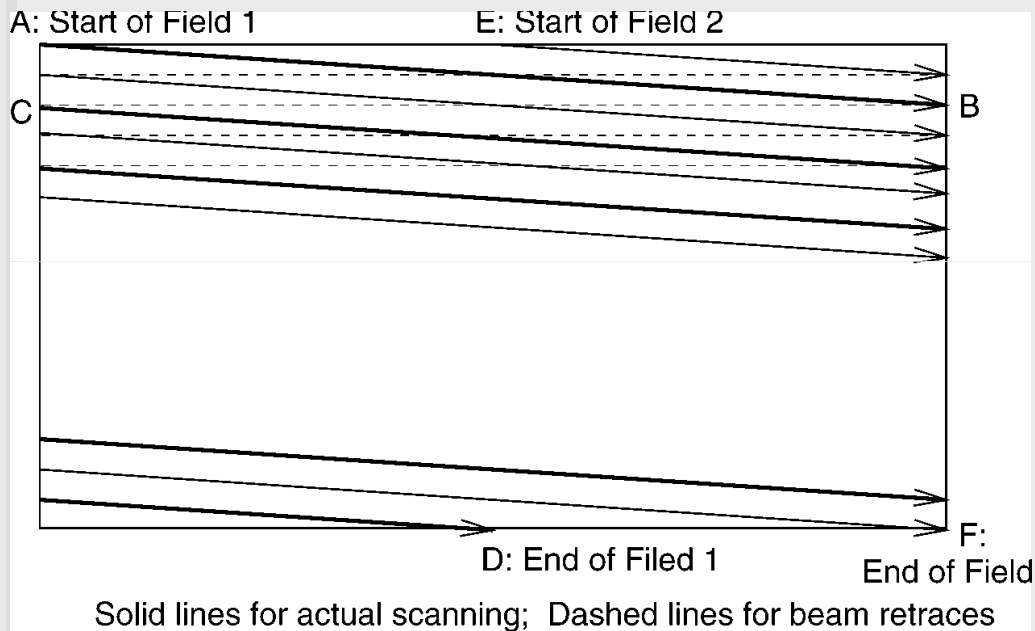 A: Start of Field 1 E: Start of Field 2
B
C
D: End of Filed 1
F:
End of Field
Solid lines for actual scanning; Dashed lines for beam retraces